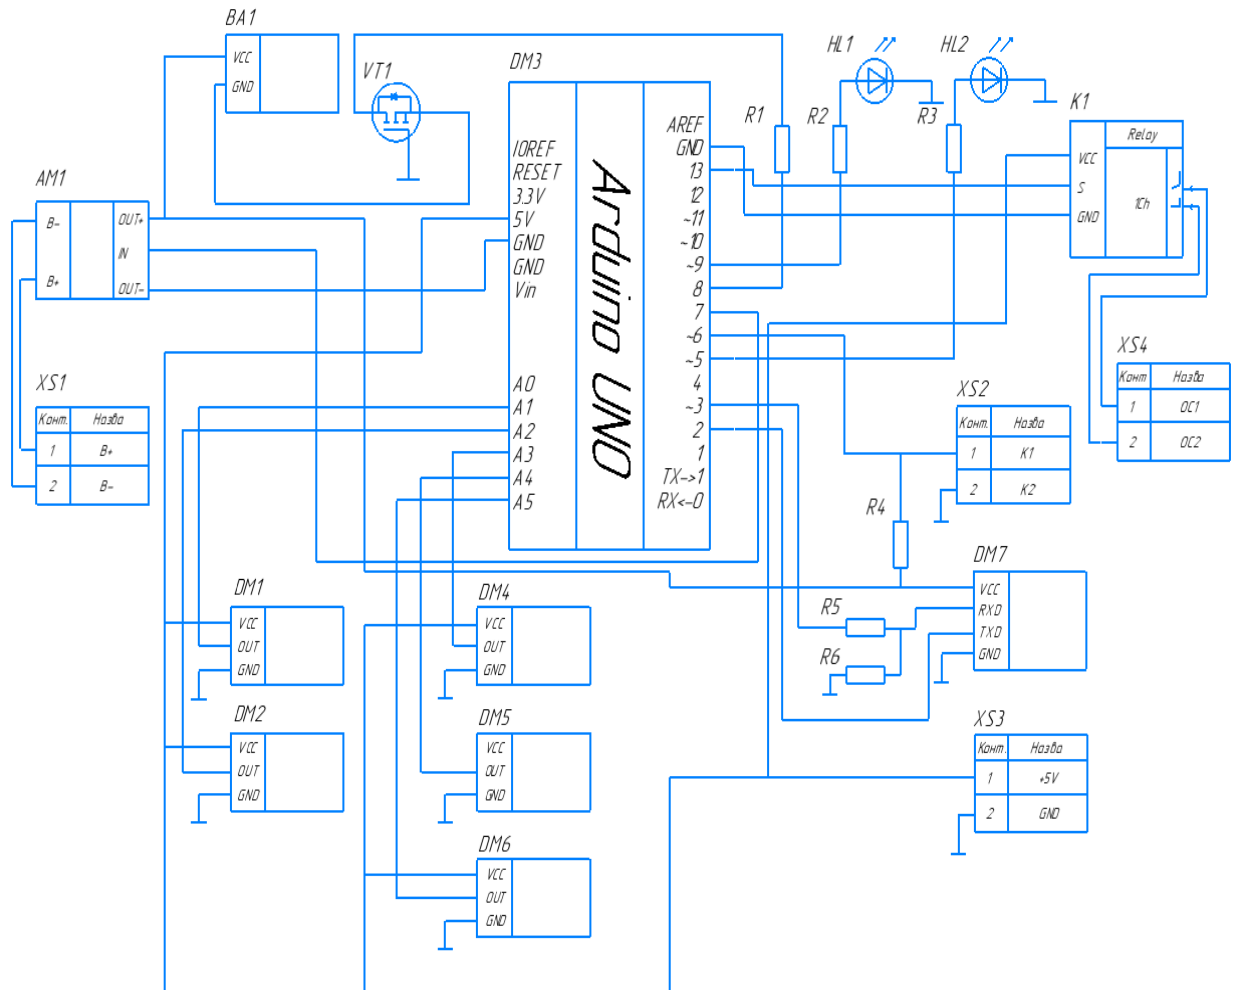 BA1
VCC
GND
VT1
DM3
IOREF
RESET
3.3V
5V
GND
GND
Vin
A0
A1
A2
A3
A4
A5
Arduino UNO
AREF
GND
13
12
~11
~10
~9
8
7
~6
~5
4
~3
2
1
TX->1
RX<-0
HL1
HL2
R1
R2
R3
K1
Relay
VCC
S
GND
1Ch
AM1
B-
B+
OUT+
IN
OUT-
XS1
Конт. Назва
1 B+
2 B-
XS2
Конт. Назва
1 K1
2 K2
XS4
Конт Назва
1 OC1
2 OC2
R4
R5
R6
DM7
VCC
RXD
TXD
GND
DM1
VCC
OUT
GND
DM4
VCC
OUT
GND
DM2
VCC
OUT
GND
DM5
VCC
OUT
GND
DM6
VCC
OUT
GND
XS3
Конт. Назва
1 +5V
2 GND